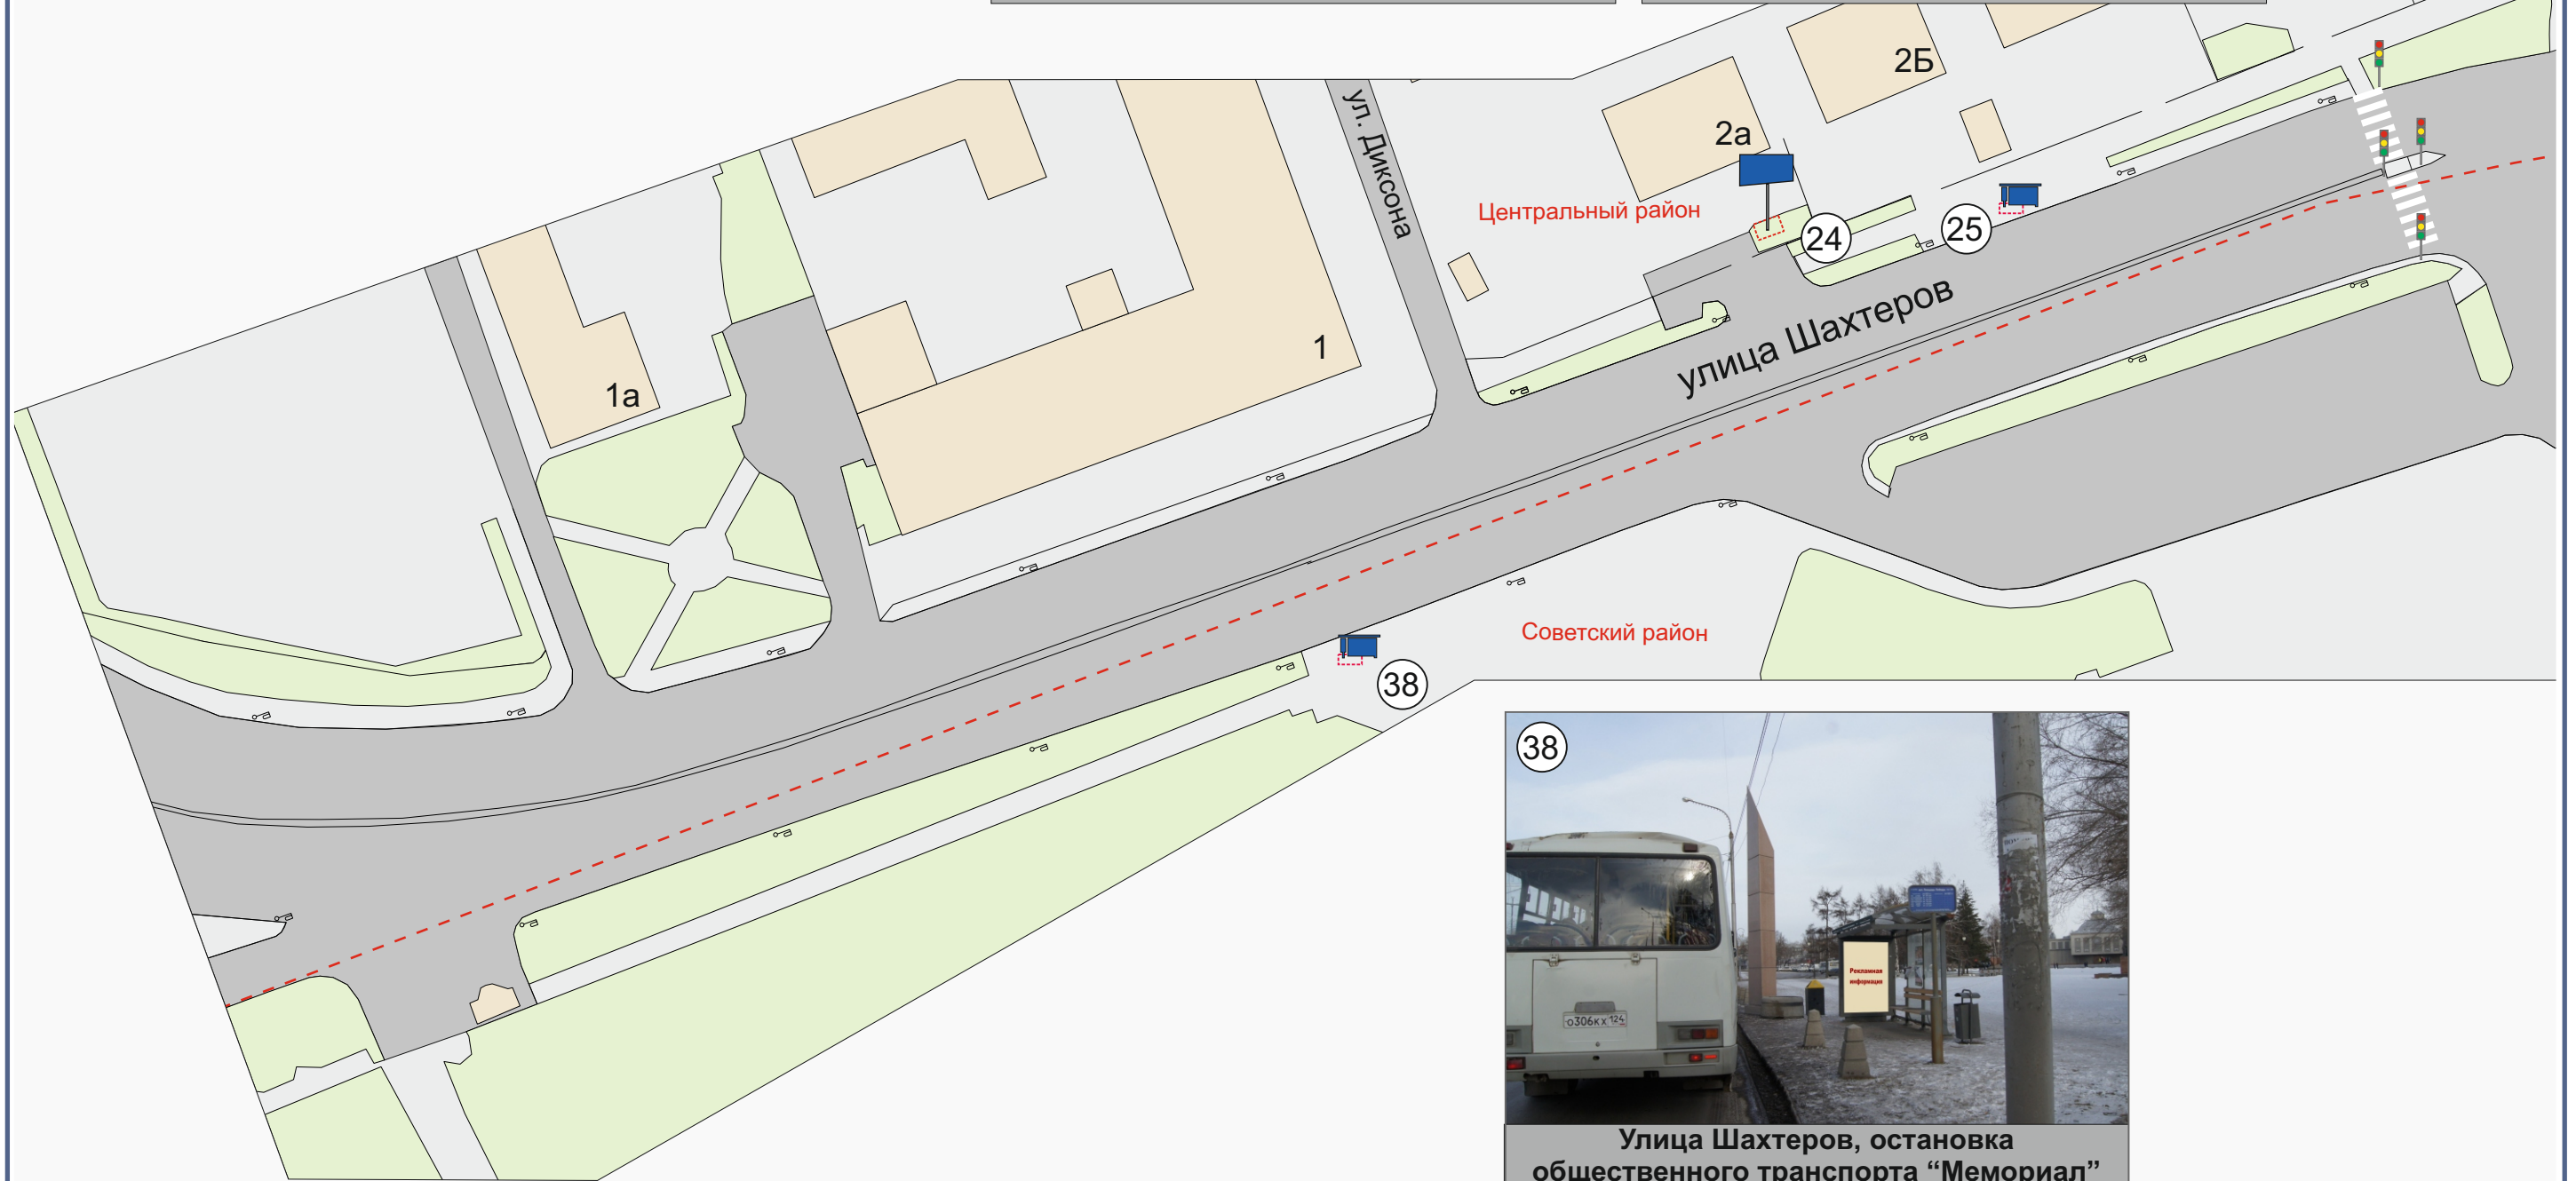 2Б
2а
ул. Диксона
Центральный район
24
25
улица Шахтеров
1
1а
Советский район
38
38
Рекламная
информация
о306кх 124
Улица Шахтеров, остановка
общественного транспорта “Мемориал”